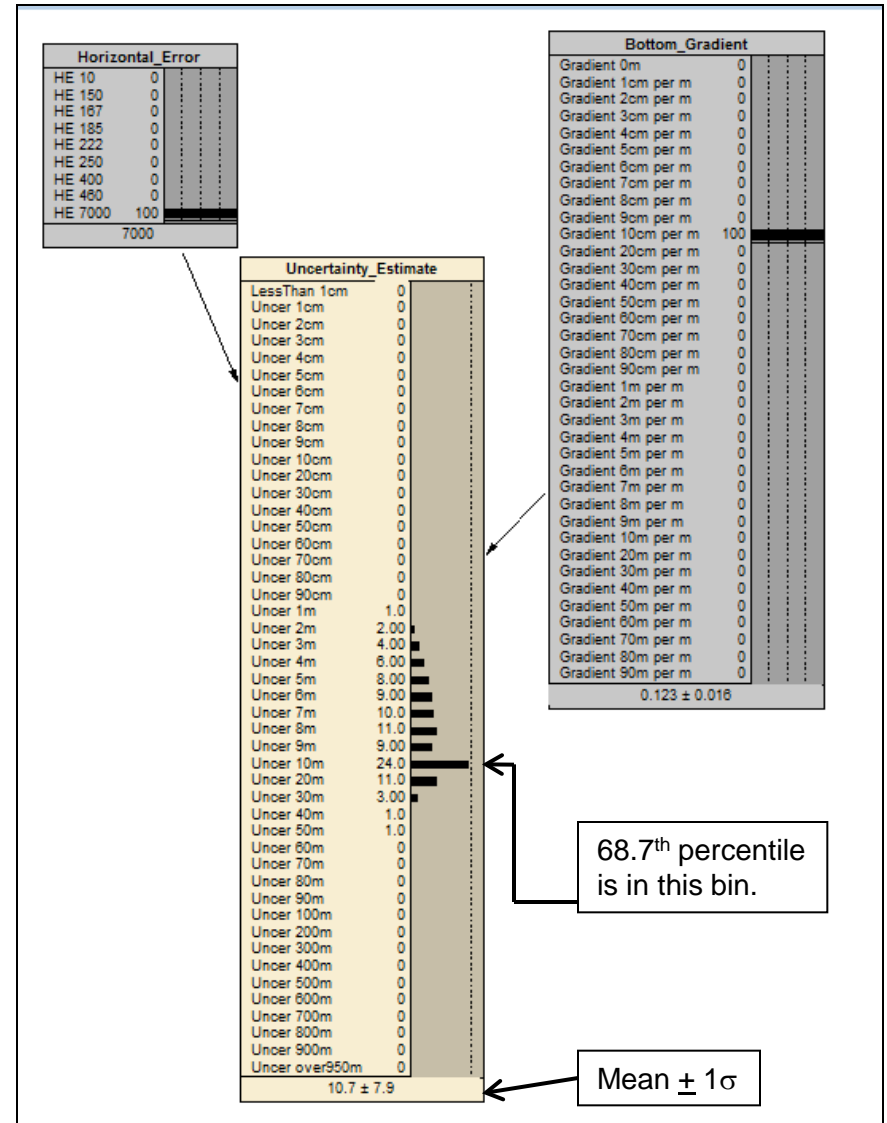 Horizontal_Error
HE 10 0
HE 150 0
HE 167 0
HE 185 0
HE 222 0
HE 250 0
HE 400 0
HE 460 0
HE 7000 100
7000
Bottom_Gradient
Gradient 0m 0
Gradient 1cm per m 0
Gradient 2cm per m 0
Gradient 3cm per m 0
Gradient 4cm per m 0
Gradient 5cm per m 0
Gradient 6cm per m 0
Gradient 7cm per m 0
Gradient 8cm per m 0
Gradient 9cm per m 0
Gradient 10cm per m 100
Gradient 20cm per m 0
Gradient 30cm per m 0
Gradient 40cm per m 0
Gradient 50cm per m 0
Gradient 60cm per m 0
Gradient 70cm per m 0
Gradient 80cm per m 0
Gradient 90cm per m 0
Gradient 1m per m 0
Gradient 2m per m 0
Gradient 3m per m 0
Gradient 4m per m 0
Gradient 5m per m 0
Gradient 6m per m 0
Gradient 7m per m 0
Gradient 8m per m 0
Gradient 9m per m 0
Gradient 10m per m 0
Gradient 20m per m 0
Gradient 30m per m 0
Gradient 40m per m 0
Gradient 50m per m 0
Gradient 60m per m 0
Gradient 70m per m 0
Gradient 80m per m 0
Gradient 90m per m 0
0.123 ± 0.016
Uncertainty_Estimate
LessThan 1cm 0
Uncer 1cm 0
Uncer 2cm 0
Uncer 3cm 0
Uncer 4cm 0
Uncer 5cm 0
Uncer 6cm 0
Uncer 7cm 0
Uncer 8cm 0
Uncer 9cm 0
Uncer 10cm 0
Uncer 20cm 0
Uncer 30cm 0
Uncer 40cm 0
Uncer 50cm 0
Uncer 60cm 0
Uncer 70cm 0
Uncer 80cm 0
Uncer 90cm 0
Uncer 1m 1.0
Uncer 2m 2.00
Uncer 3m 4.00
Uncer 4m 6.00
Uncer 5m 8.00
Uncer 6m 9.00
Uncer 7m 10.0
Uncer 8m 11.0
Uncer 9m 9.00
Uncer 10m 24.0
Uncer 20m 11.0
Uncer 30m 3.00
Uncer 40m 1.0
Uncer 50m 1.0
Uncer 60m 0
Uncer 70m 0
Uncer 80m 0
Uncer 90m 0
Uncer 100m 0
Uncer 200m 0
Uncer 300m 0
Uncer 400m 0
Uncer 500m 0
Uncer 600m 0
Uncer 700m 0
Uncer 800m 0
Uncer 900m 0
Uncer over950m 0
10.7 ± 7.9
68.7th percentile
is in this bin.
Mean ± 1σ